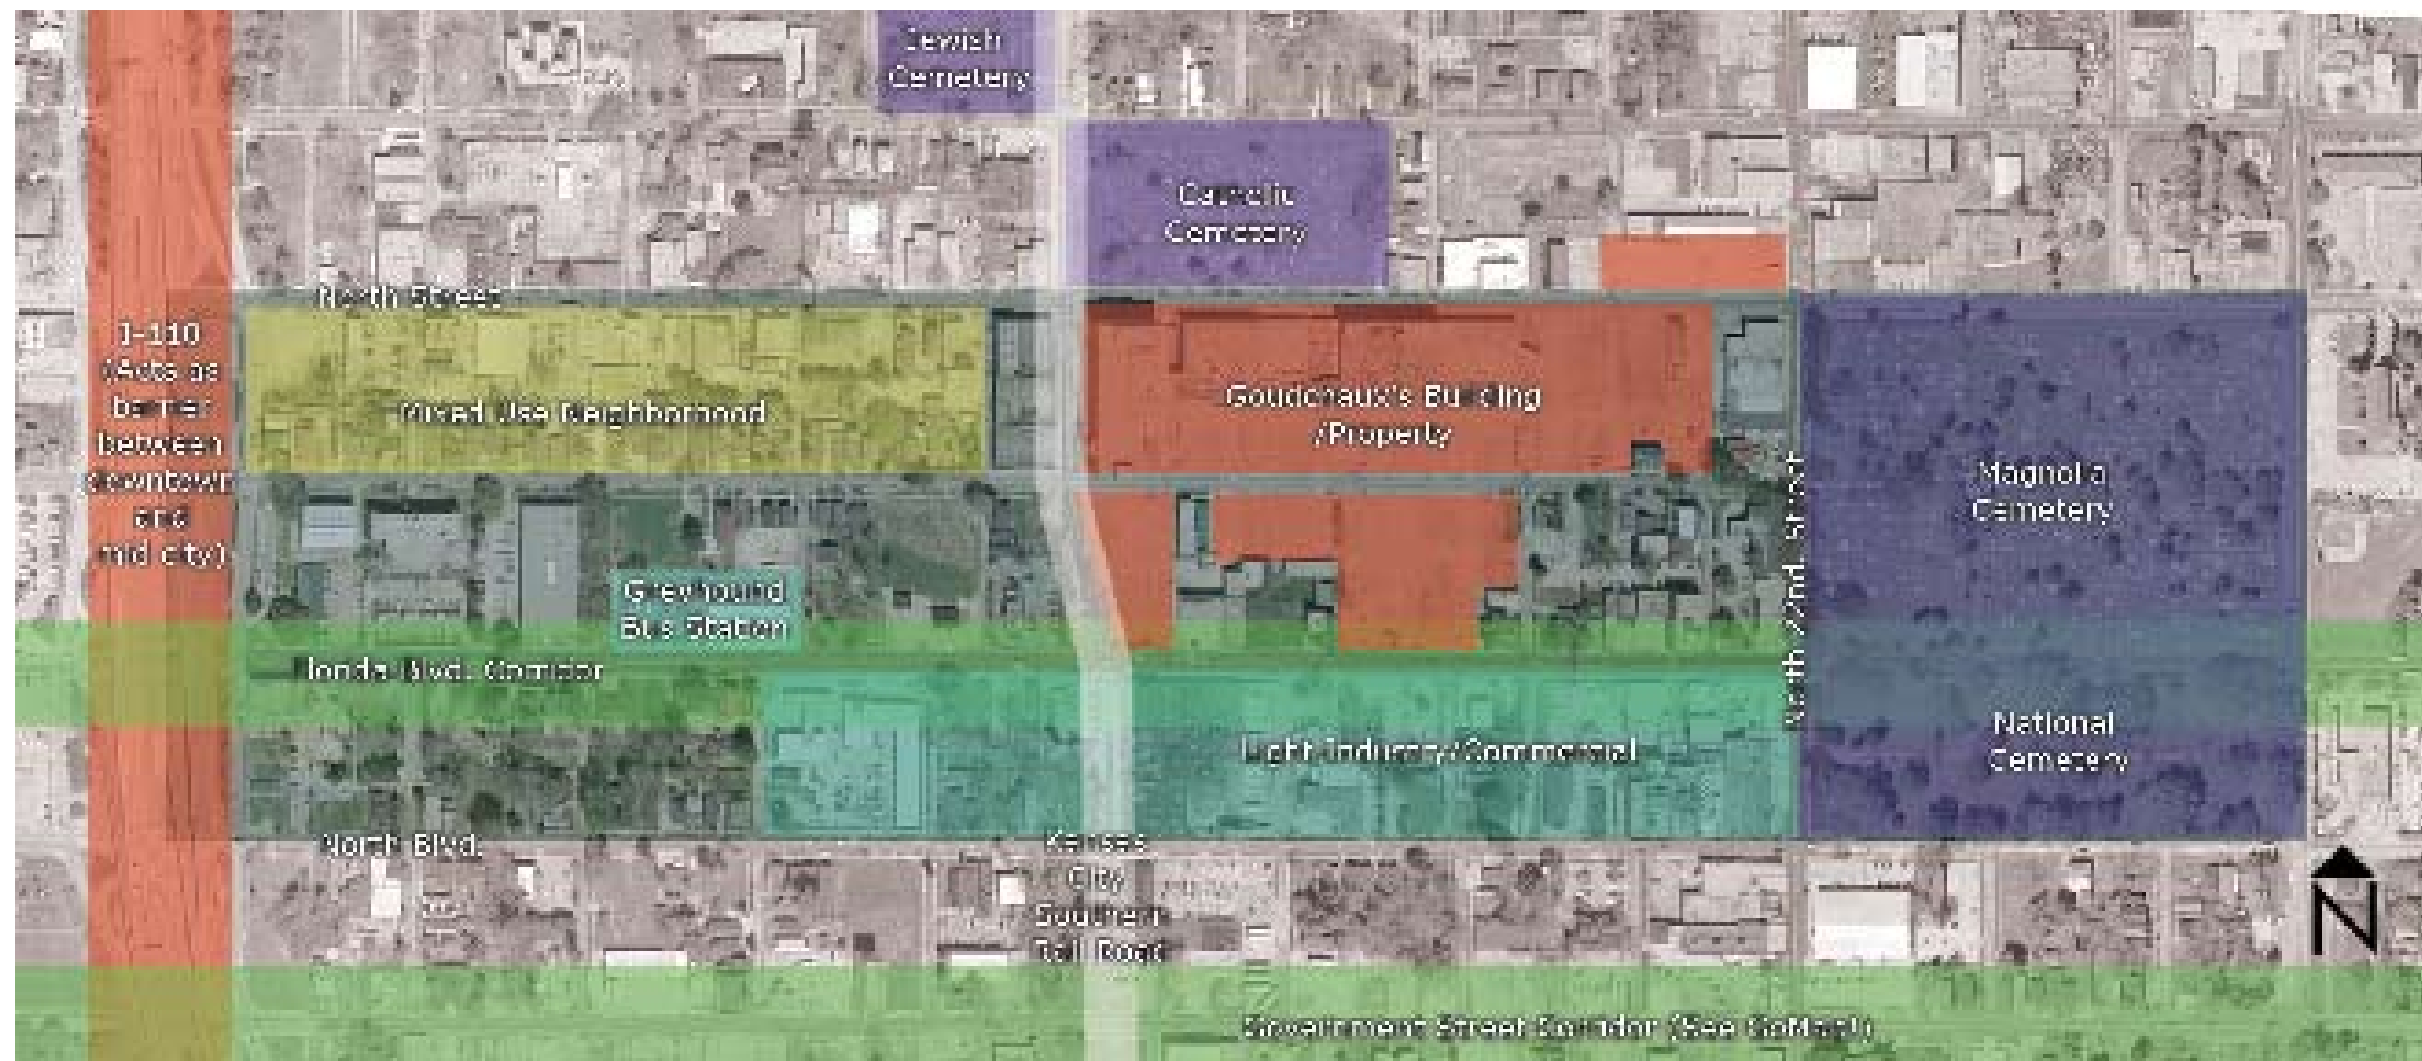 Jewish
Cemetery
Catholic
Cemetery
North Street
I-110
(Acts as
barrier
between
downtown
and
mid city)
Mixed Use Neighborhood
Goudchaux's Building
/Property
Magnolia
Cemetery
North 22nd. Street
Greyhound
Bus Station
Florida Blvd. Corridor
Light Industry/Commercial
National
Cemetery
North Blvd.
Kansas
City
Southern
Rail Road
N
Government Street Corridor (See